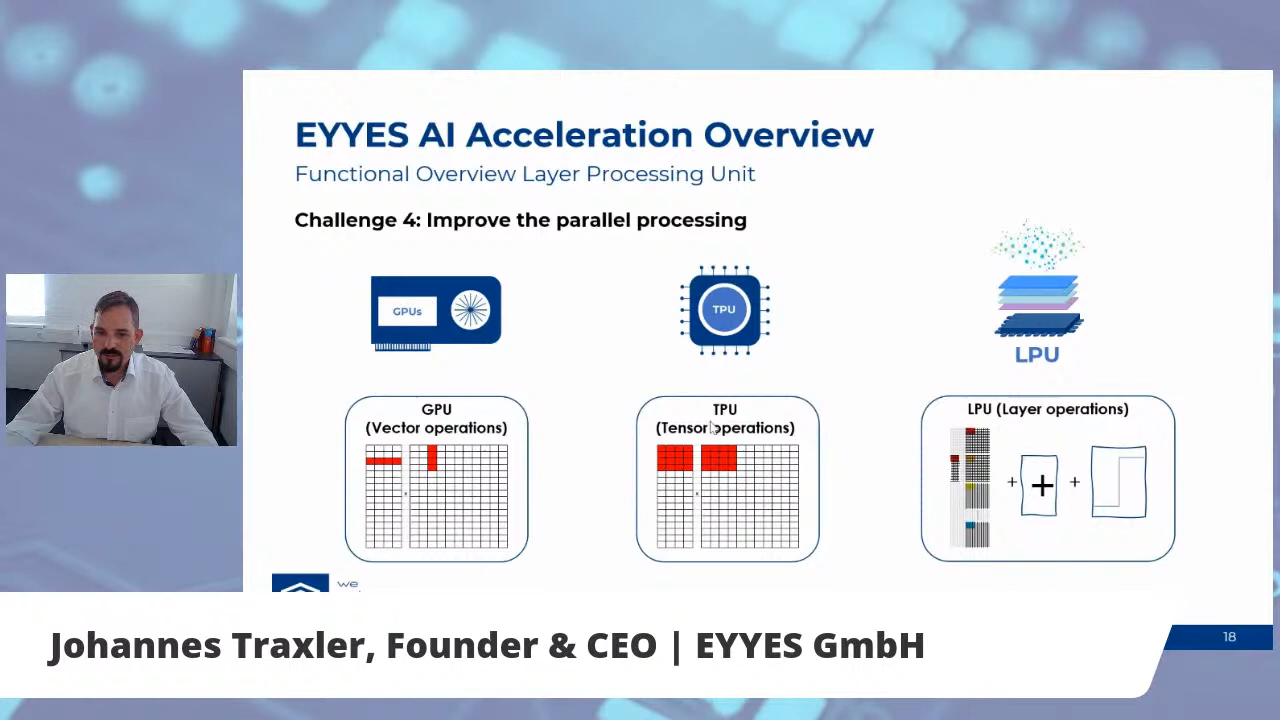 EYYES AI Acceleration Overview
Functional Overview Layer Processing Unit
Challenge 4: Improve the parallel processing
GPUs
TPU
LPU
GPU
(Vector operations)
x
TPU
(Tensor operations)
x
LPU (Layer operations)
+ + +
we
18
Johannes Traxler, Founder & CEO | EYYES GmbH